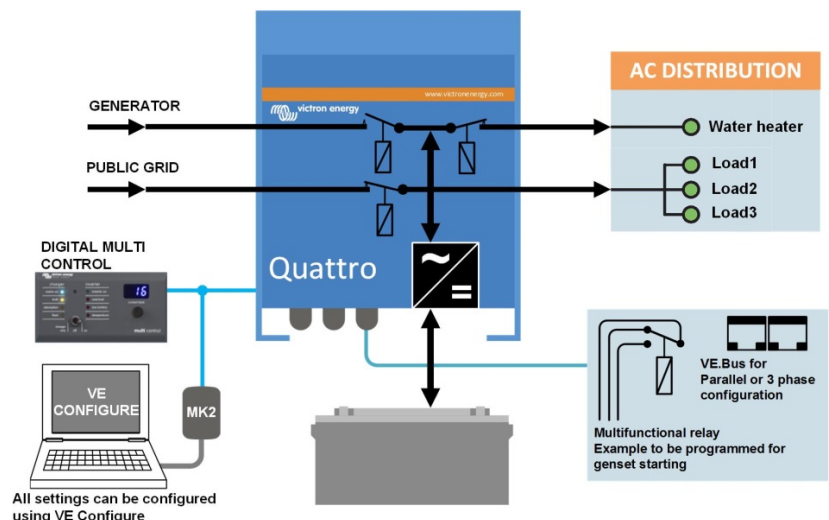 www.victronenergy.com
victron energy
AC DISTRIBUTION
GENERATOR
Water heater
PUBLIC GRID
Load1
Load2
Load3
DIGITAL MULTI
CONTROL
16
multi control
Quattro
VE
CONFIGURE
MK2
VE.Bus for
Parallel or 3 phase
configuration
Multifunctional relay
Example to be programmed for
genset starting
All settings can be configured
using VE Configure